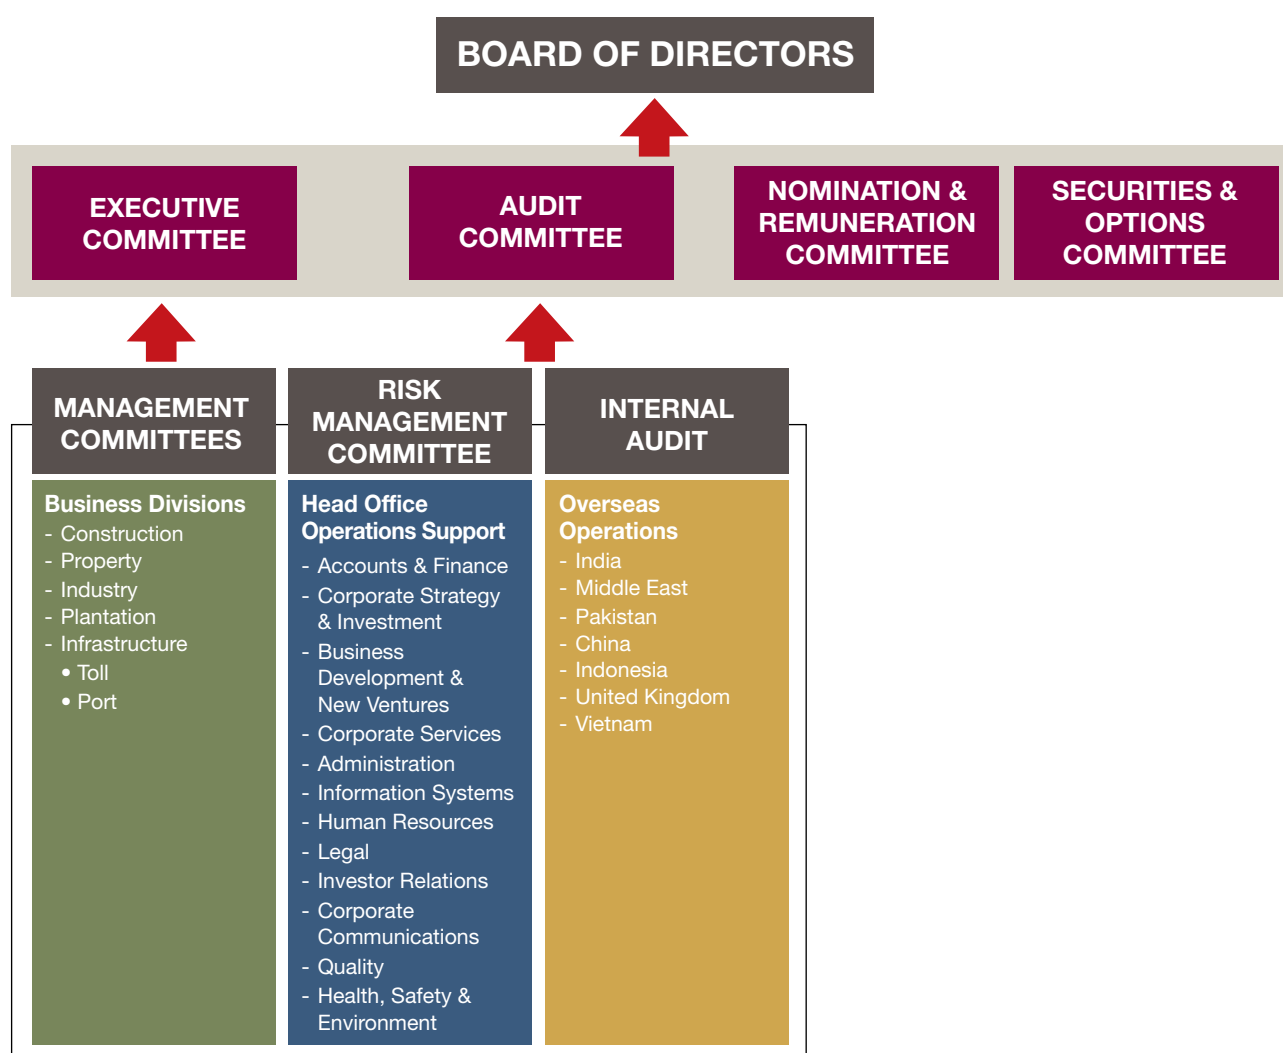 BOARD OF DIRECTORS
EXECUTIVE
COMMITTEE
AUDIT
COMMITTEE
NOMINATION &
REMUNERATION
COMMITTEE
SECURITIES &
OPTIONS
COMMITTEE
MANAGEMENT
COMMITTEES
RISK
MANAGEMENT
COMMITTEE
INTERNAL
AUDIT
Business Divisions
- Construction
- Property
- Industry
- Plantation
- Infrastructure
• Toll
• Port
Head Office
Operations Support
- Accounts & Finance
- Corporate Strategy
& Investment
- Business
Development &
New Ventures
- Corporate Services
- Administration
- Information Systems
- Human Resources
- Legal
- Investor Relations
- Corporate
Communications
- Quality
- Health, Safety &
Environment
Overseas
Operations
- India
- Middle East
- Pakistan
- China
- Indonesia
- United Kingdom
- Vietnam